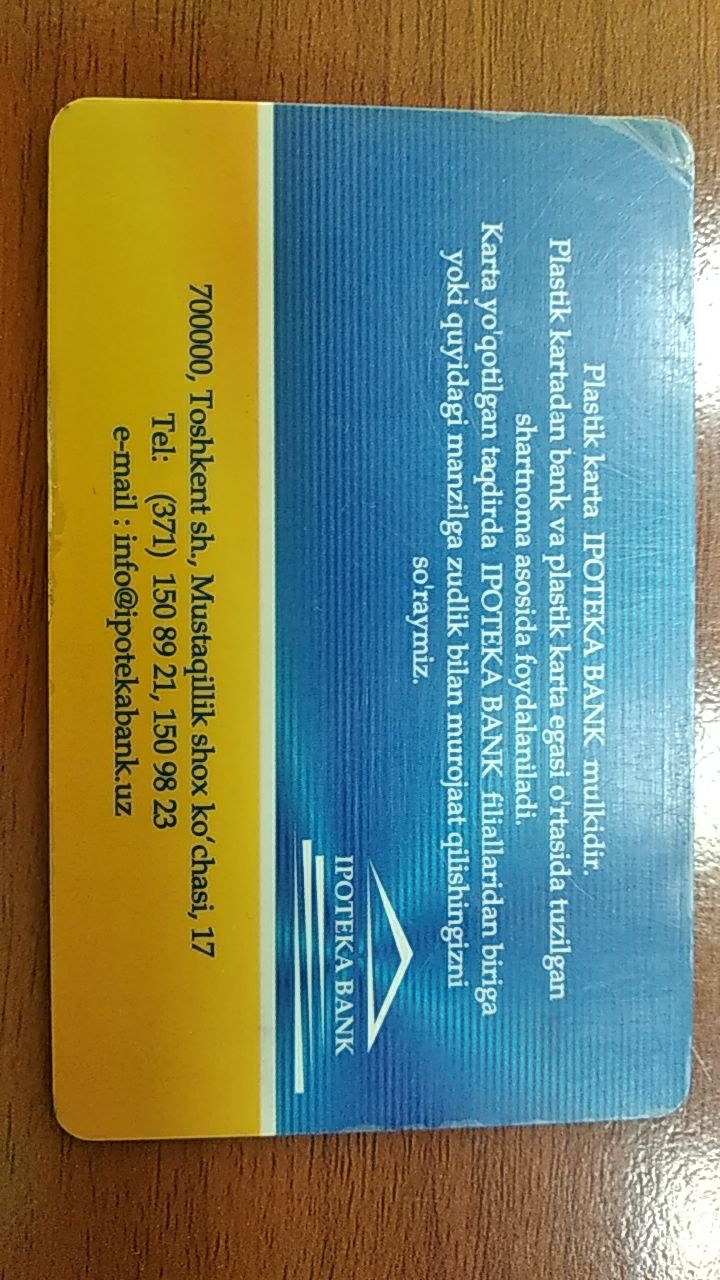 Plastik karta IPOTEKA BANK mulkidir.
Plastik kartadan bank va plastik karta egasi o'rtasida tuzilgan
shartnoma asosida foydalaniladi.
Karta yo'qotilgan taqdirda IPOTEKA BANK filiallaridan biriga
yoki quyidagi manzilga zudlik bilan murojaat qilishingizni
so'raymiz.
IPOTEKA BANK
700000, Toshkent sh., Mustaqillik shox ko‘chasi, 17
Tel: (371) 150 89 21, 150 98 23
e-mail : info@ipotekabank.uz